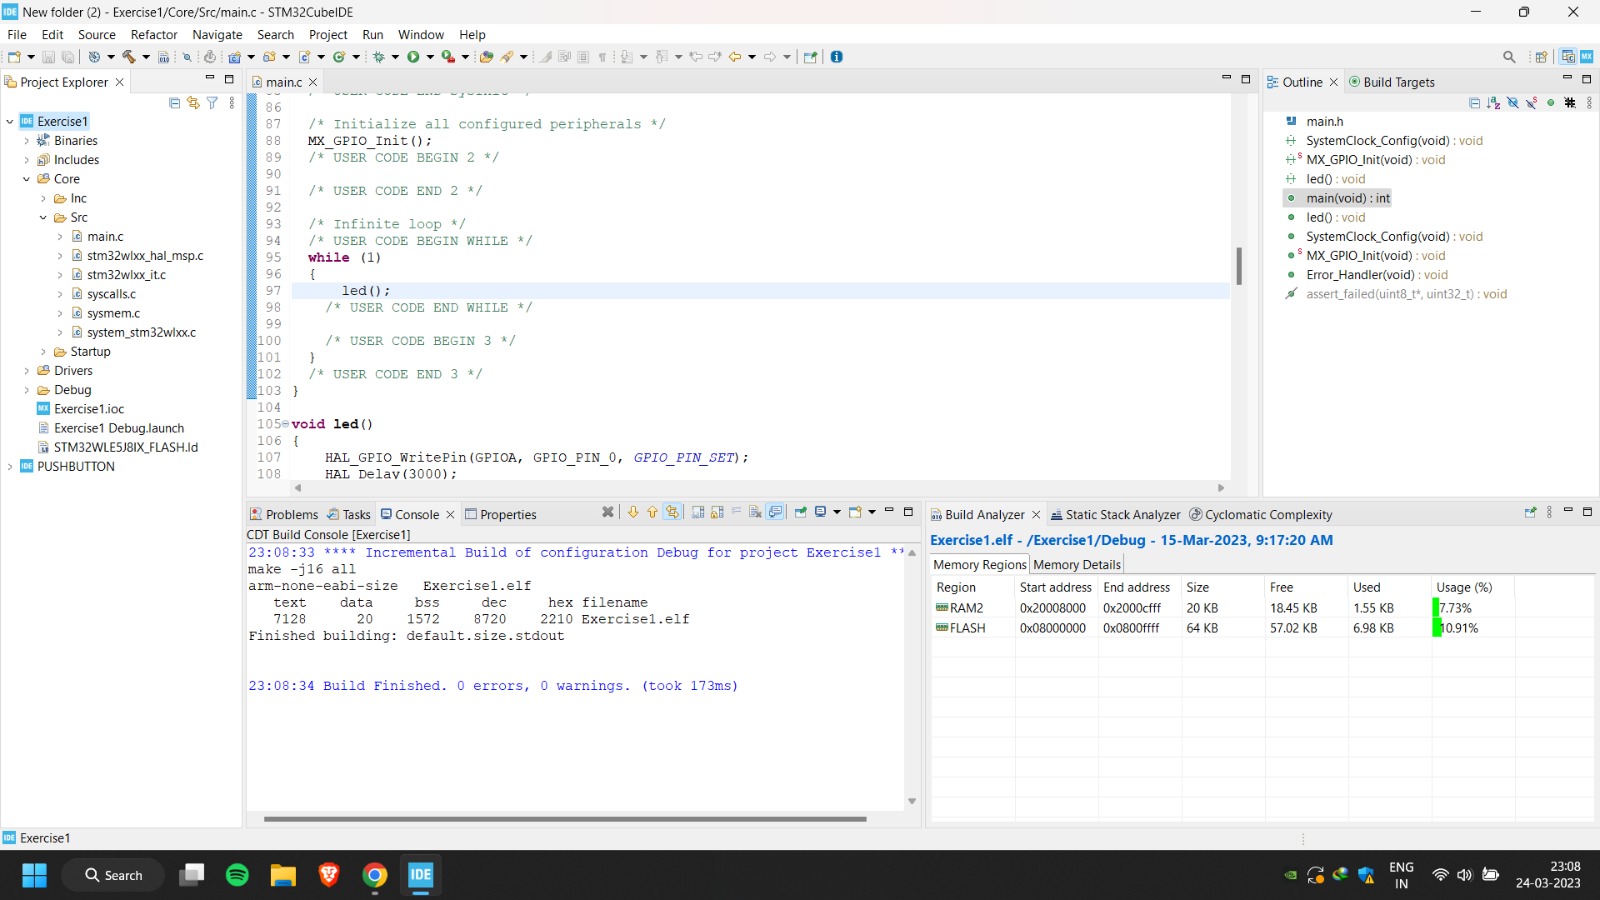 New folder (2) - Exercise1/Core/Src/main.c - STM32CubeIDE
File Edit Source Refactor Navigate Search Project Run Window Help
Project Explorer
Exercise1
Binaries
Includes
Core
Inc
Src
main.c
stm32wlxx_hal_msp.c
stm32wlxx_it.c
syscalls.c
sysmem.c
system_stm32wlxx.c
Startup
Drivers
Debug
Exercise1.ioc
Exercise1 Debug.launch
STM32WLE5J8IX_FLASH.ld
PUSHBUTTON
main.c
86
87 /* Initialize all configured peripherals */
88 MX_GPIO_Init();
89 /* USER CODE BEGIN 2 */
90
91 /* USER CODE END 2 */
92
93 /* Infinite loop */
94 /* USER CODE BEGIN WHILE */
95 while (1)
96 {
97 led();
98 /* USER CODE END WHILE */
99
100 /* USER CODE BEGIN 3 */
101 }
102 /* USER CODE END 3 */
103 }
104
105 void led()
106 {
107 HAL_GPIO_WritePin(GPIOA, GPIO_PIN_0, GPIO_PIN_SET);
108 HAL_Delay(3000);
Outline Build Targets
main.h
SystemClock_Config(void) : void
MX_GPIO_Init(void) : void
led() : void
main(void) : int
led() : void
SystemClock_Config(void) : void
MX_GPIO_Init(void) : void
Error_Handler(void) : void
assert_failed(uint8_t*, uint32_t) : void
Problems Tasks Console Properties
CDT Build Console [Exercise1]
23:08:33 **** Incremental Build of configuration Debug for project Exercise1 **
make -j16 all
arm-none-eabi-size Exercise1.elf
text data bss dec hex filename
7128 20 1572 8720 2210 Exercise1.elf
Finished building: default.size.stdout
23:08:34 Build Finished. 0 errors, 0 warnings. (took 173ms)
Build Analyzer Static Stack Analyzer Cyclomatic Complexity
Exercise1.elf - /Exercise1/Debug - 15-Mar-2023, 9:17:20 AM
Memory Regions Memory Details
Region Start address End address Size Free Used Usage (%)
RAM2 0x20008000 0x2000cfff 20 KB 18.45 KB 1.55 KB 7.73%
FLASH 0x08000000 0x0800ffff 64 KB 57.02 KB 6.98 KB 10.91%
IDE Exercise1
Search
IDE
ENG
IN
23:08
24-03-2023